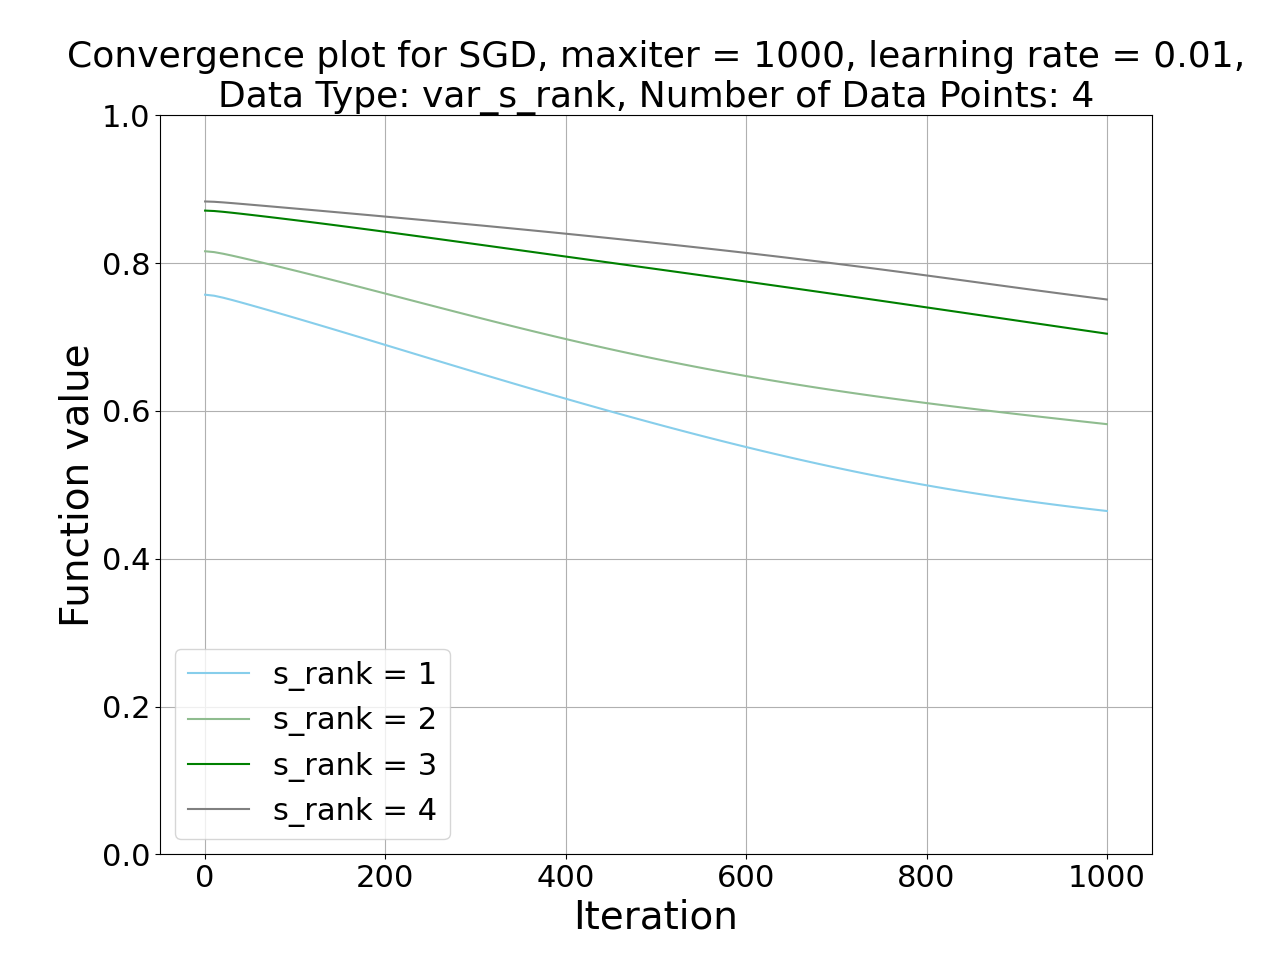 Convergence plot for SGD, maxiter = 1000, learning rate = 0.01,
Data Type: var_s_rank, Number of Data Points: 4
1.0
0.8
0.6
0.4
0.2
0.0
Function value
s_rank = 1
s_rank = 2
s_rank = 3
s_rank = 4
0 200 400 600 800 1000
Iteration